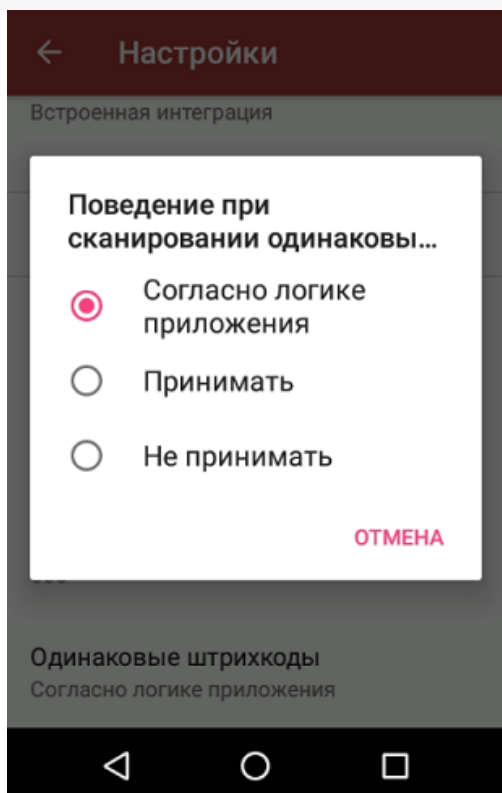 Настройки
Встроенная интеграция
Поведение при
сканировании одинаковы...
Согласно логике
приложения
Принимать
Не принимать
ОТМЕНА
Одинаковые штрихкоды
Согласно логике приложения